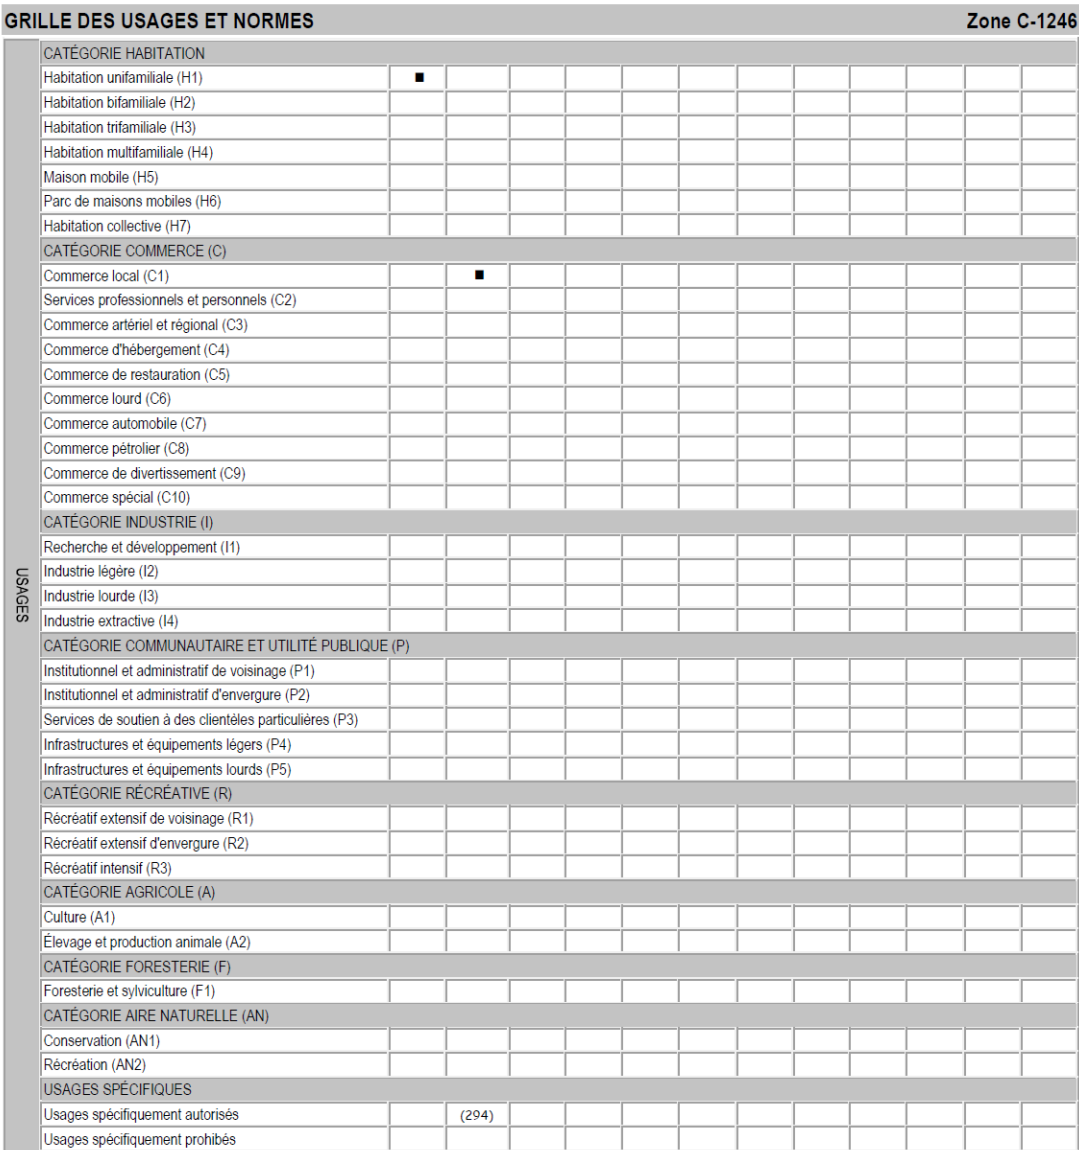 GRILLE DES USAGES ET NORMES Zone C-1246
USAGES
CATÉGORIE HABITATION
Habitation unifamiliale (H1) ■
Habitation bifamiliale (H2)
Habitation trifamiliale (H3)
Habitation multifamiliale (H4)
Maison mobile (H5)
Parc de maisons mobiles (H6)
Habitation collective (H7)
CATÉGORIE COMMERCE (C)
Commerce local (C1) ■
Services professionnels et personnels (C2)
Commerce artériel et régional (C3)
Commerce d'hébergement (C4)
Commerce de restauration (C5)
Commerce lourd (C6)
Commerce automobile (C7)
Commerce pétrolier (C8)
Commerce de divertissement (C9)
Commerce spécial (C10)
CATÉGORIE INDUSTRIE (I)
Recherche et développement (I1)
Industrie légère (I2)
Industrie lourde (I3)
Industrie extractive (I4)
CATÉGORIE COMMUNAUTAIRE ET UTILITÉ PUBLIQUE (P)
Institutionnel et administratif de voisinage (P1)
Institutionnel et administratif d'envergure (P2)
Services de soutien à des clientèles particulières (P3)
Infrastructures et équipements légers (P4)
Infrastructures et équipements lourds (P5)
CATÉGORIE RÉCRÉATIVE (R)
Récréatif extensif de voisinage (R1)
Récréatif extensif d'envergure (R2)
Récréatif intensif (R3)
CATÉGORIE AGRICOLE (A)
Culture (A1)
Élevage et production animale (A2)
CATÉGORIE FORESTERIE (F)
Foresterie et sylviculture (F1)
CATÉGORIE AIRE NATURELLE (AN)
Conservation (AN1)
Récréation (AN2)
USAGES SPÉCIFIQUES
Usages spécifiquement autorisés (294)
Usages spécifiquement prohibés